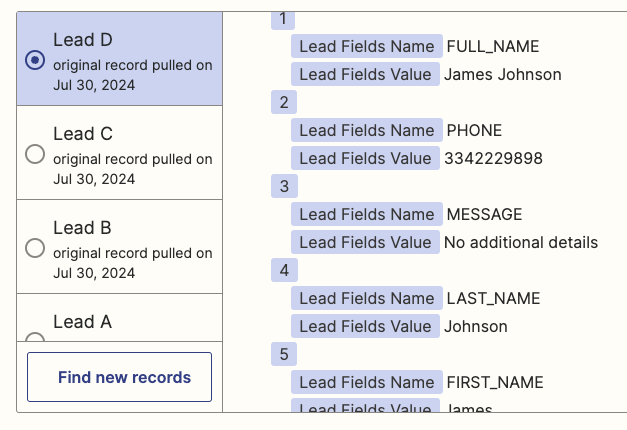 Lead D
original record pulled on
Jul 30, 2024
Lead C
original record pulled on
Jul 30, 2024
Lead B
original record pulled on
Jul 30, 2024
Lead A
Find new records
1
Lead Fields Name FULL_NAME
Lead Fields Value James Johnson
2
Lead Fields Name PHONE
Lead Fields Value 3342229898
3
Lead Fields Name MESSAGE
Lead Fields Value No additional details
4
Lead Fields Name LAST_NAME
Lead Fields Value Johnson
5
Lead Fields Name FIRST_NAME
Lead Fields Value James